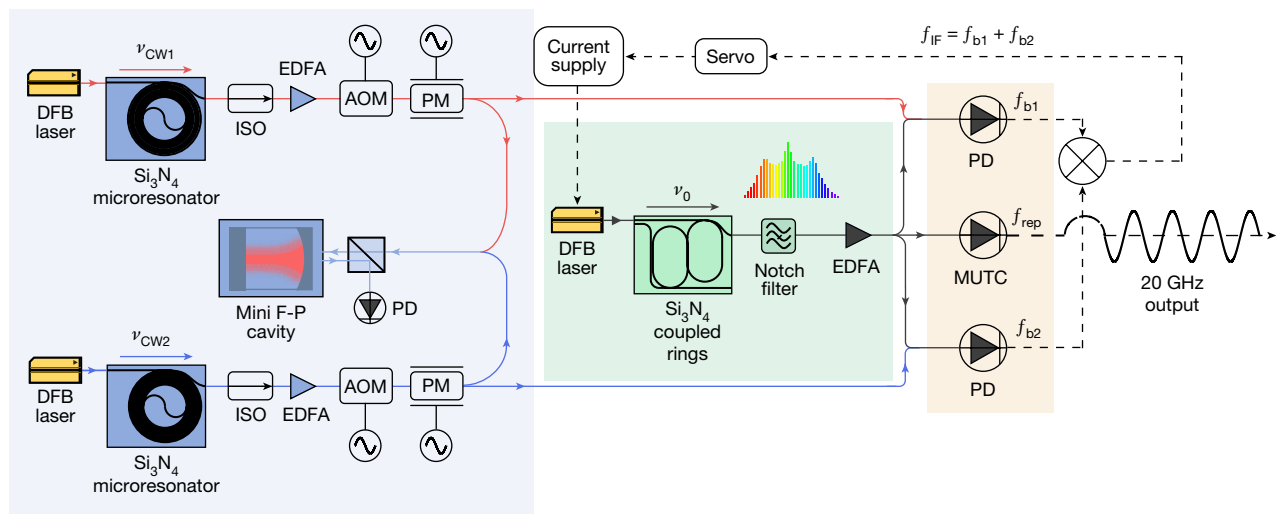 ν_CW1
DFB
laser
Si₃N₄
microresonator
ISO
EDFA
AOM
PM
Mini F-P
cavity
PD
ν_CW2
DFB
laser
Si₃N₄
microresonator
ISO
EDFA
AOM
PM
Current
supply
Servo
f_IF = f_b1 + f_b2
ν₀
DFB
laser
Si₃N₄
coupled
rings
Notch
filter
EDFA
f_b1
PD
f_rep
MUTC
f_b2
PD
20 GHz
output